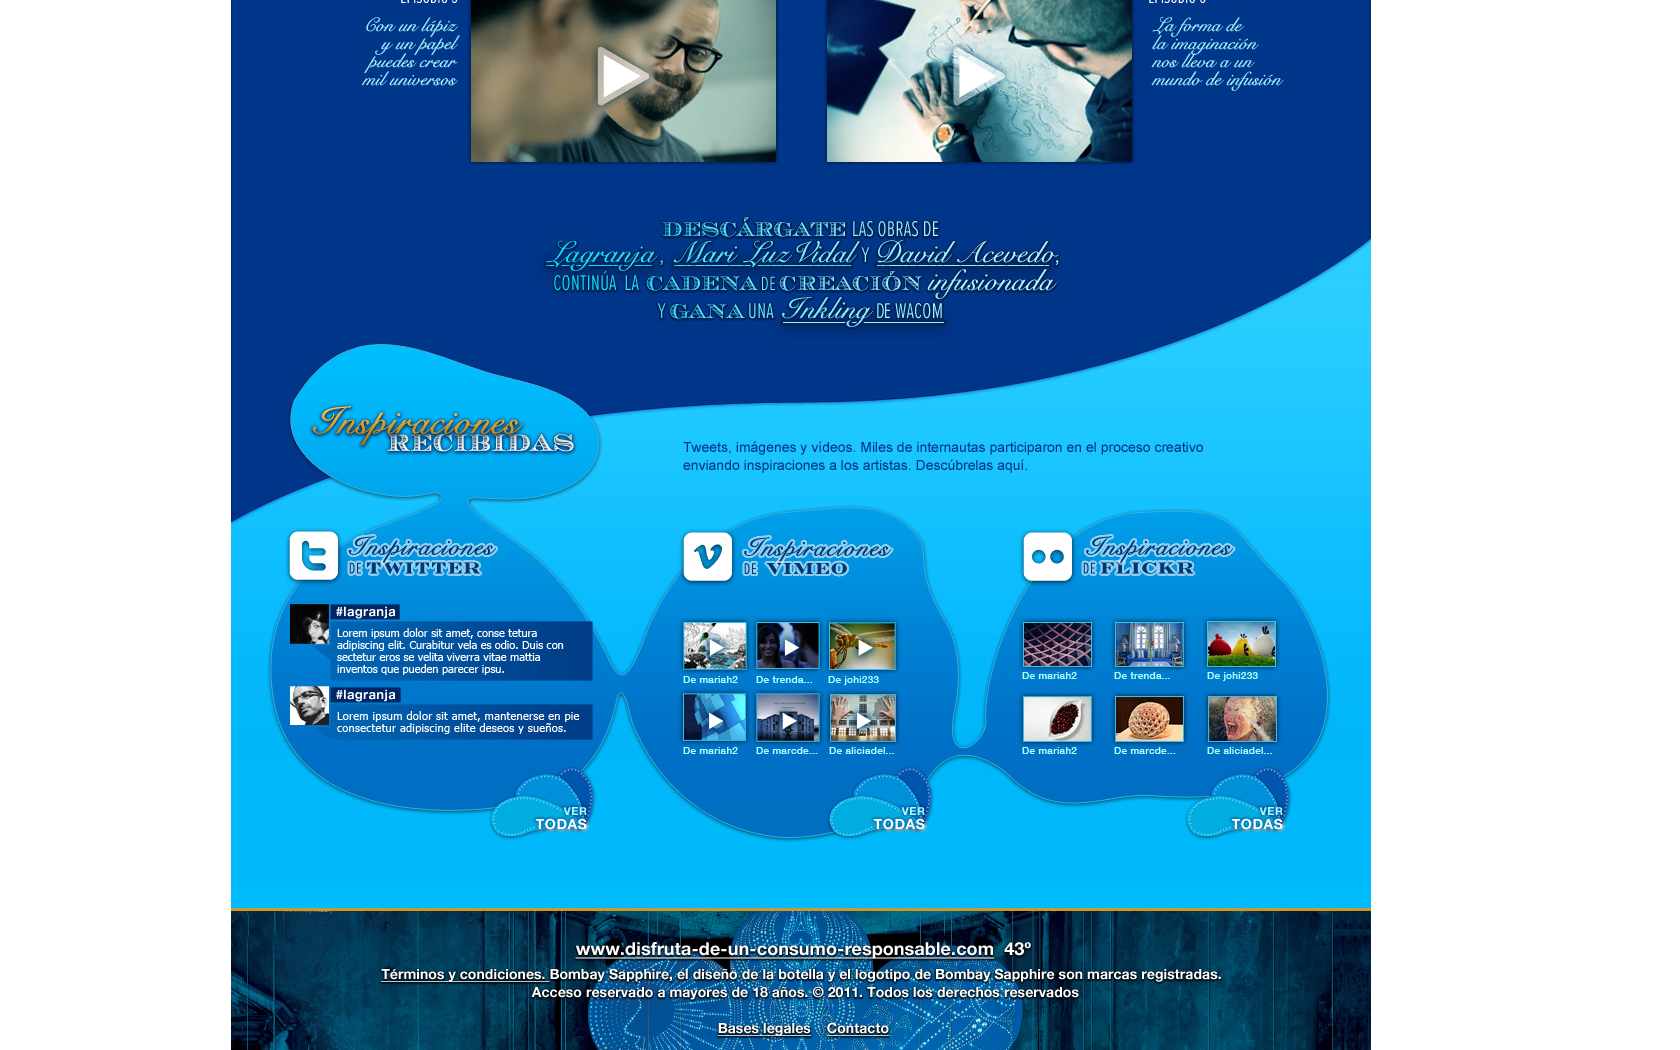 EPISODIO
Con un lápiz
y un papel
puedes crear
mil universos
EPISODIO
La forma de
la imaginación
nos lleva a un
mundo de infusión
DESCÁRGATE LAS OBRAS DE
Lagranja, Mari Luz Vidal Y David Acevedo,
CONTINÚA LA CADENA DE CREACIÓN infusionada
Y GANA UNA Inkling DE WACOM
Inspiraciones
RECIBIDAS
Tweets, imágenes y vídeos. Miles de internautas participaron en el proceso creativo
enviando inspiraciones a los artistas. Descúbrelas aquí.
Inspiraciones
DE TWITTER
#lagranja
Lorem ipsum dolor sit amet, conse tetura
adipiscing elit. Curabitur vela es odio. Duis con
sectetur eros se velita viverra vitae mattia
inventos que pueden parecer ipsu.
#lagranja
Lorem ipsum dolor sit amet, mantenerse en pie
consectetur adipiscing elite deseos y sueños.
VER
TODAS
Inspiraciones
DE VIMEO
De mariah2 De trenda... De johi233
De mariah2 De marcde... De aliciadel...
VER
TODAS
Inspiraciones
DE FLICKR
De mariah2 De trenda... De johi233
De mariah2 De marcde... De aliciadel...
VER
TODAS
www.disfruta-de-un-consumo-responsable.com 43º
Términos y condiciones. Bombay Sapphire, el diseño de la botella y el logotipo de Bombay Sapphire son marcas registradas.
Acceso reservado a mayores de 18 años. © 2011. Todos los derechos reservados
Bases legales Contacto